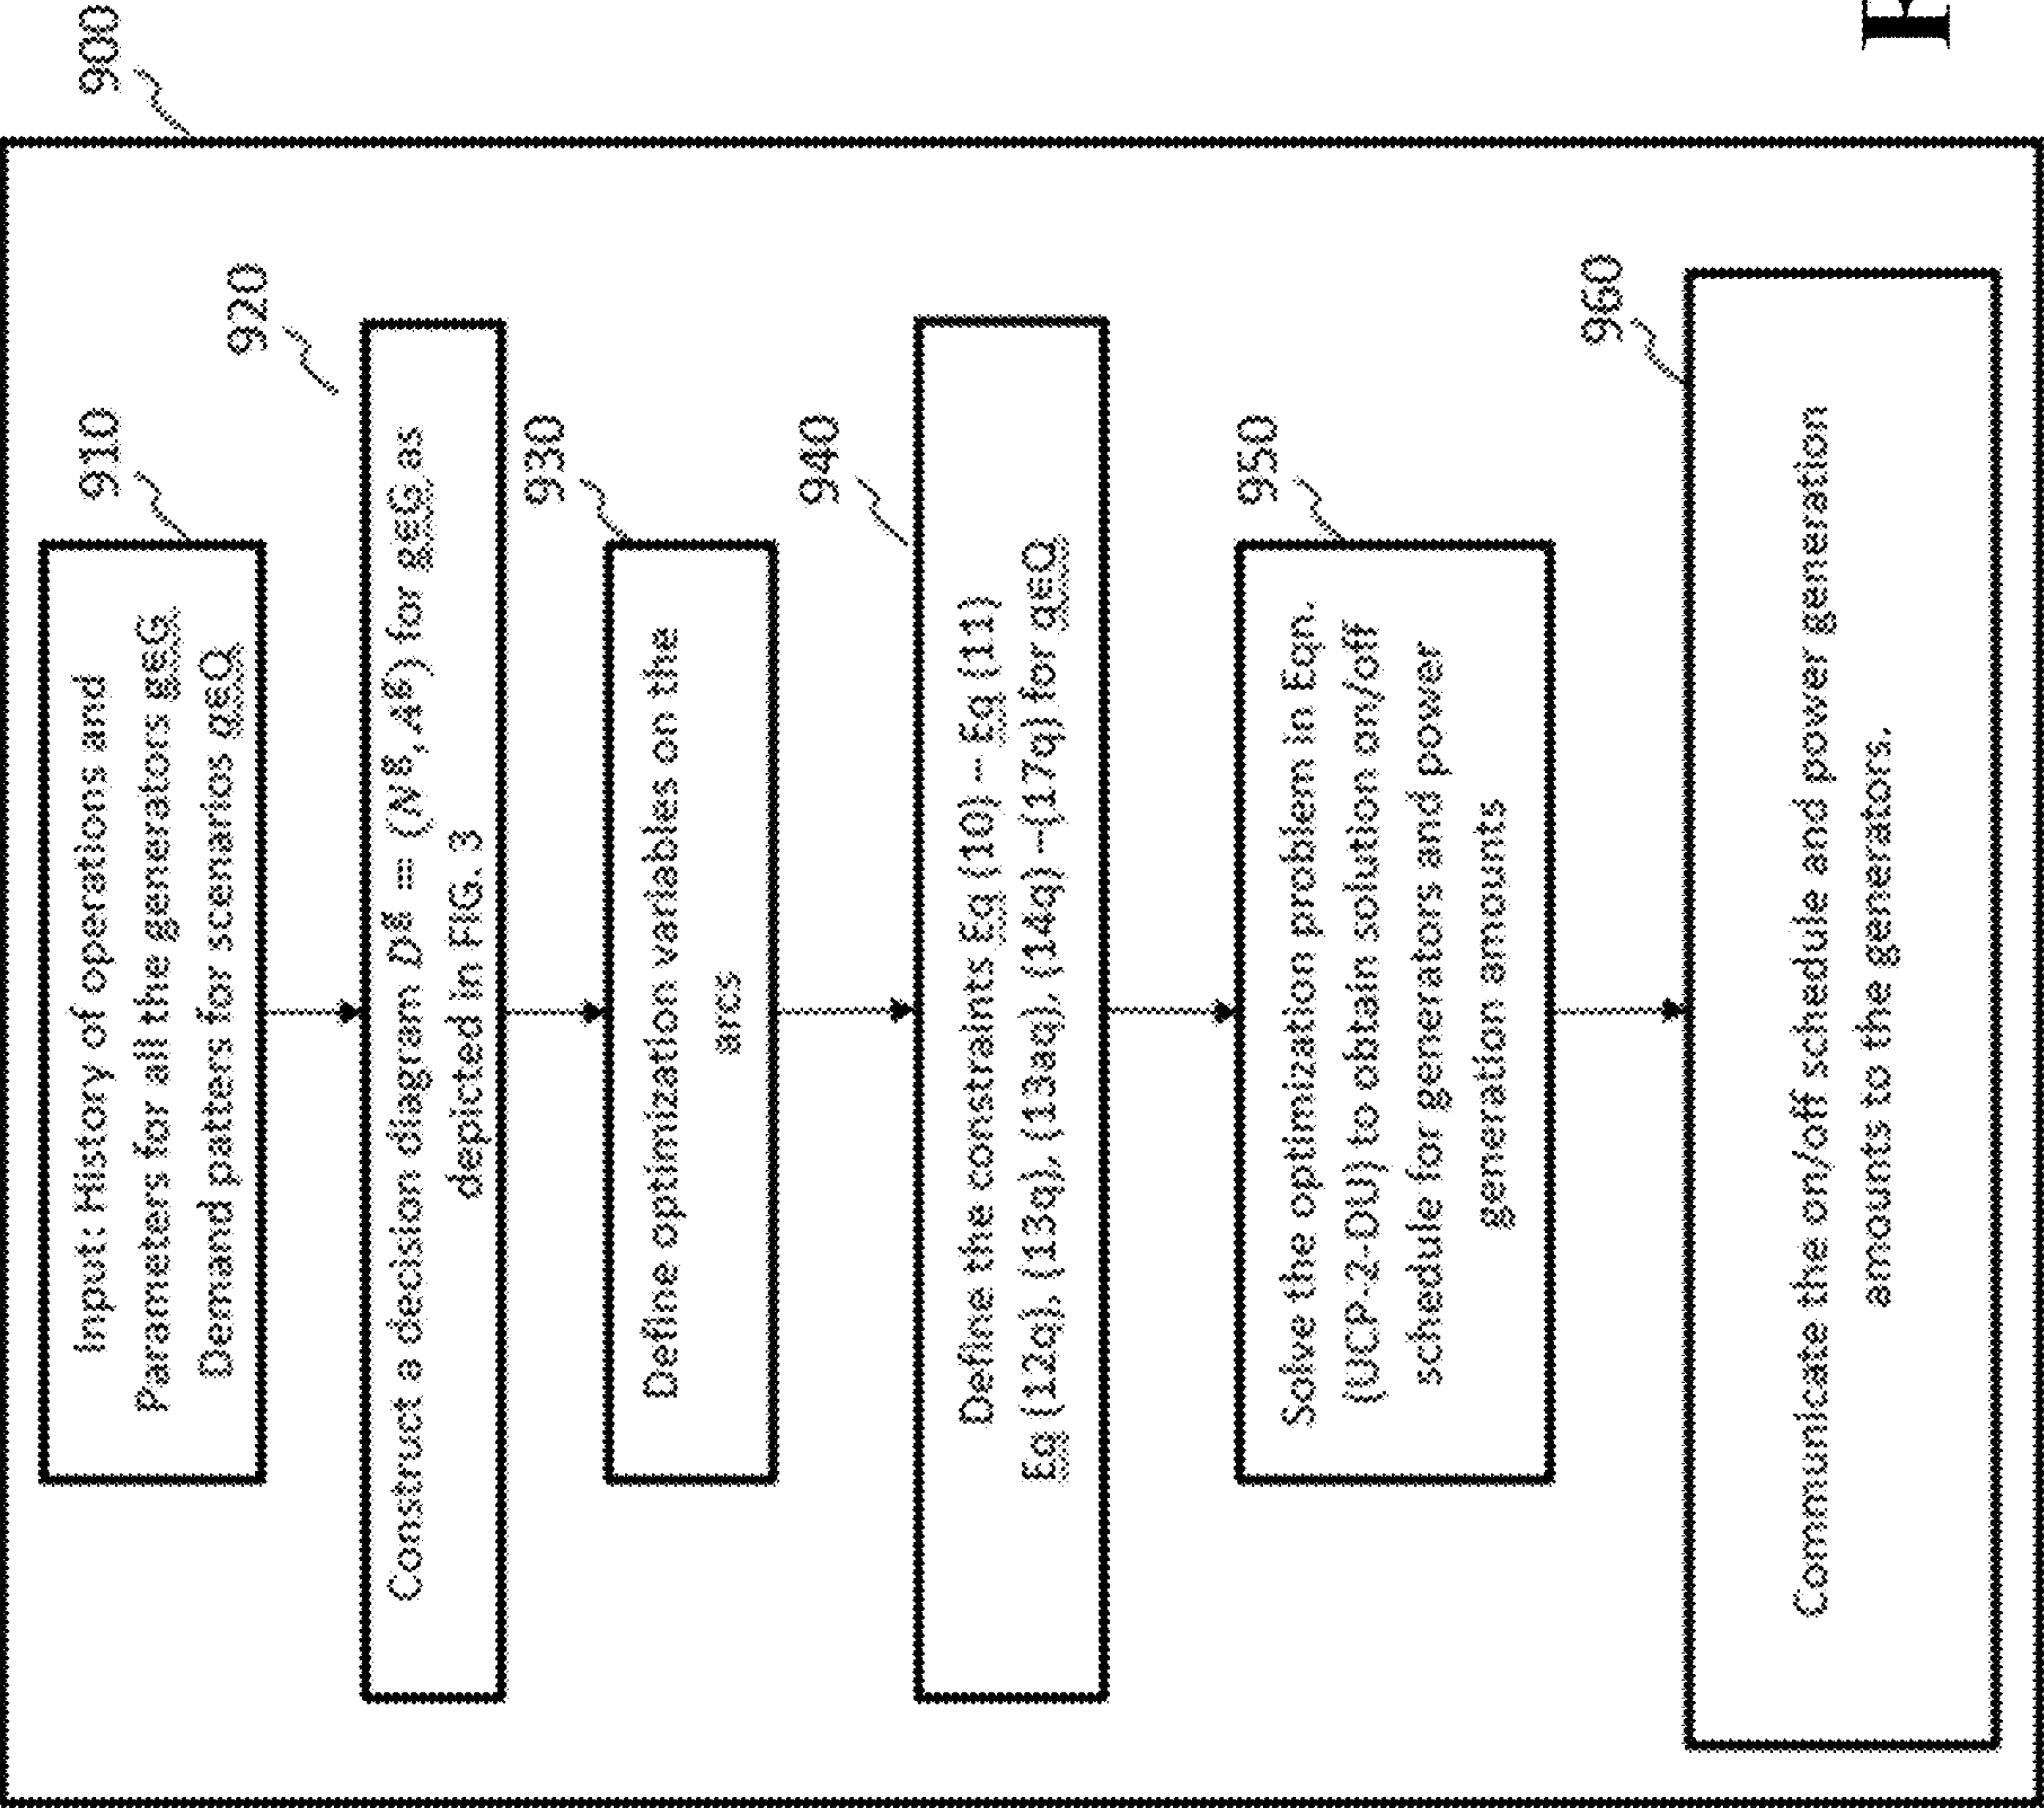 900
910
Input: History of operations and
Parameters for all the generators g∈G
Demand patters for scenarios q∈Q
920
Construct a decision diagram D^g = (N^g, A^g) for g∈G as
depicted in FIG. 3
930
Define optimization variables on the
arcs
940
Define the constraints Eq (10) – Eq (11)
Eq (12q), (13q), (13aq), (14q) –(17q) for q∈Q
950
Solve the optimization problem in Eqn.
(UCP-2-DU) to obtain solution on/off
schedule for generators and power
generation amounts
960
Communicate the on/off schedule and power generation
amounts to the generators.